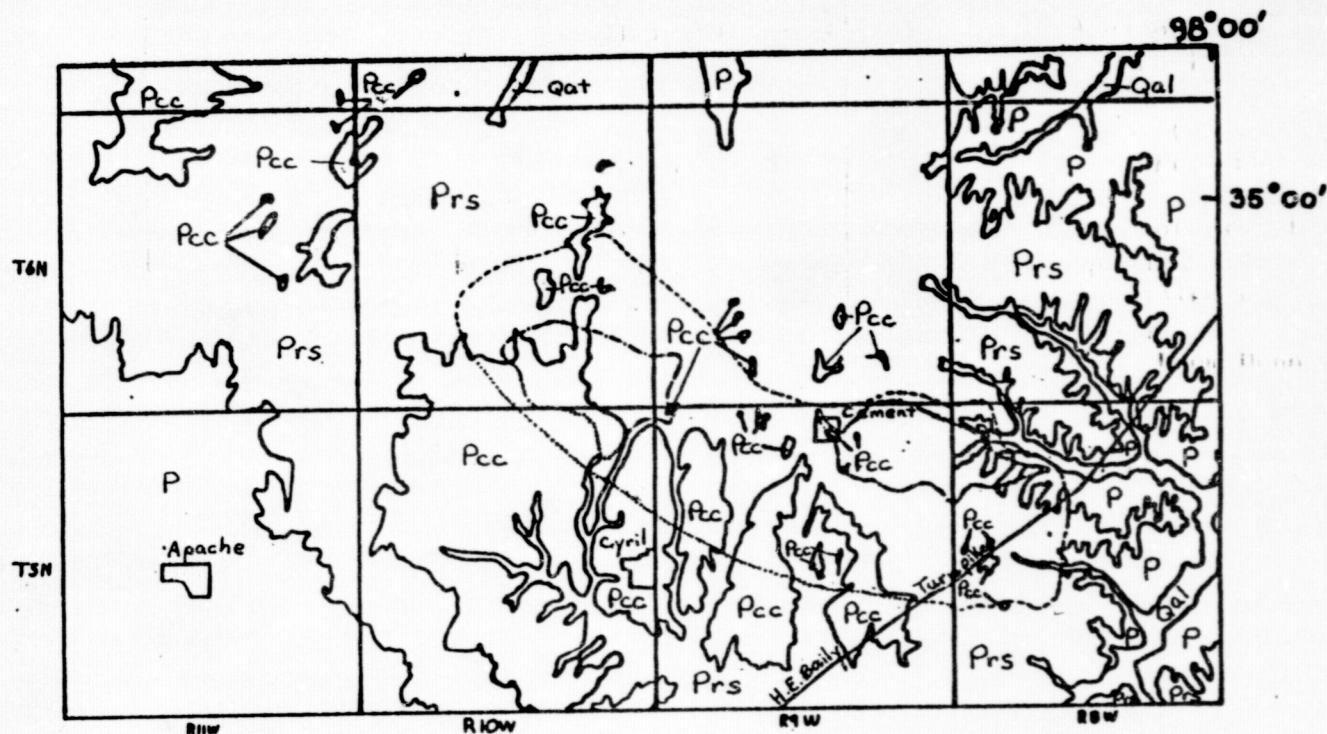 98°00'
Pcc
Pcc
Qat
P
Qal
P
Pcc
P
35°00'
Prs
Pcc
P
Pcc
T6N
Prs
Pcc
Pcc
Pcc
Prs
Prs
Cement
Pcc
Pcc
P
P
Pcc
P
Pcc
P
Pcc
Apache
Cyril
Pcc
Turnpike
P
T5N
Pcc
Qal
Pcc
Pcc
Pcc
P
P
H.E. Baily
Prs
Prs
Prs
R11W
R10W
R9W
R8W